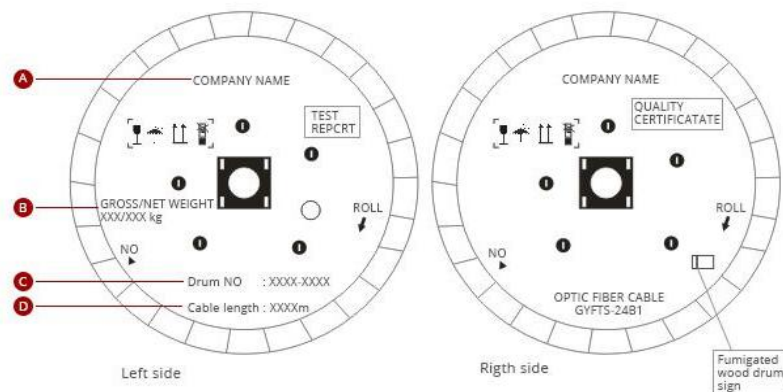 A
COMPANY NAME
TEST
REPCRT
B
GROSS/NET WEIGHT
XXX/XXX kg
ROLL
NO
C
Drum NO : XXXX-XXXX
D
Cable length : XXXXm
Left side
COMPANY NAME
QUALITY
CERTIFICATATE
ROLL
NO
OPTIC FIBER CABLE
GYFTS-24B1
Rigth side
Fumigated
wood drum
sign